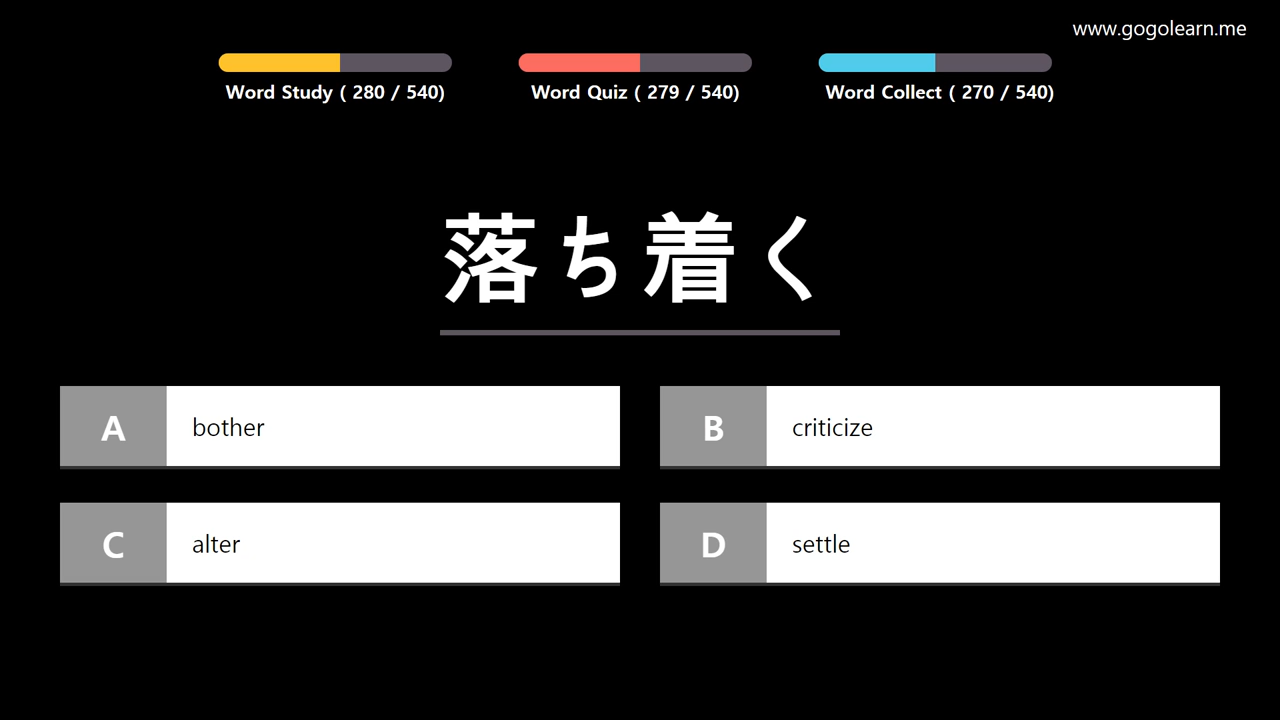 www.gogolearn.me
Word Study ( 280 / 540)
Word Quiz ( 279 / 540)
Word Collect ( 270 / 540)
落ち着く
A bother
B criticize
C alter
D settle